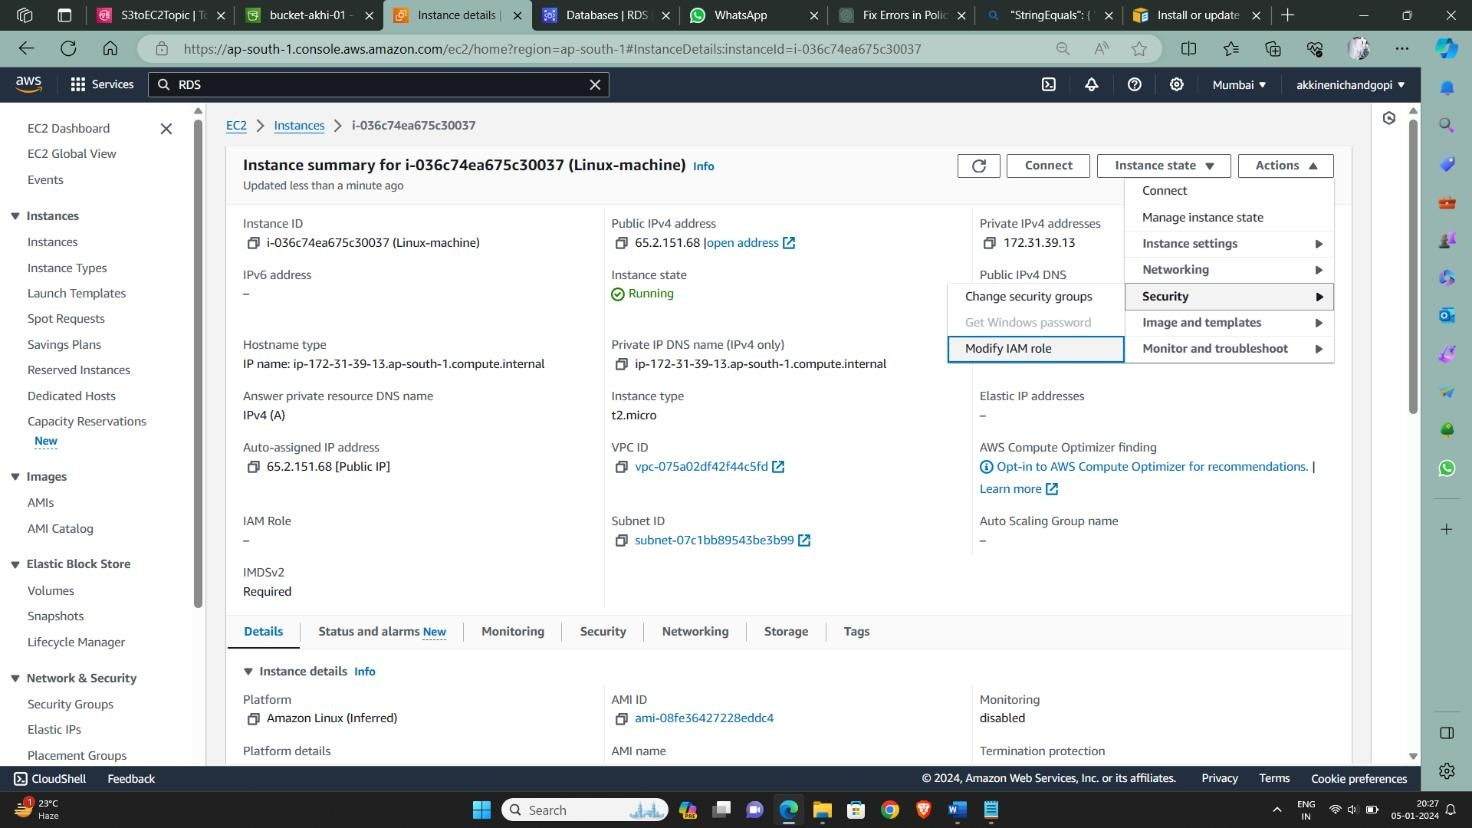 S3toEC2Topic | To
bucket-akhi-01 -
Instance details |
Databases | RDS |
WhatsApp
Fix Errors in Polic
"StringEquals": { '
Install or update
https://ap-south-1.console.aws.amazon.com/ec2/home?region=ap-south-1#InstanceDetails:instanceId=i-036c74ea675c30037
aws
Services
RDS
Mumbai
akkinenichandgopi
EC2 Dashboard
EC2 Global View
Events
Instances
Instances
Instance Types
Launch Templates
Spot Requests
Savings Plans
Reserved Instances
Dedicated Hosts
Capacity Reservations
New
Images
AMIs
AMI Catalog
Elastic Block Store
Volumes
Snapshots
Lifecycle Manager
Network & Security
Security Groups
Elastic IPs
Placement Groups
EC2 > Instances > i-036c74ea675c30037
Instance summary for i-036c74ea675c30037 (Linux-machine) Info
Updated less than a minute ago
Connect
Instance state
Actions
Connect
Manage instance state
Instance settings
Networking
Security
Image and templates
Monitor and troubleshoot
Change security groups
Get Windows password
Modify IAM role
Instance ID
i-036c74ea675c30037 (Linux-machine)
Public IPv4 address
65.2.151.68 |open address
Private IPv4 addresses
172.31.39.13
IPv6 address
–
Instance state
Running
Public IPv4 DNS
Hostname type
IP name: ip-172-31-39-13.ap-south-1.compute.internal
Private IP DNS name (IPv4 only)
ip-172-31-39-13.ap-south-1.compute.internal
Answer private resource DNS name
IPv4 (A)
Instance type
t2.micro
Elastic IP addresses
–
Auto-assigned IP address
65.2.151.68 [Public IP]
VPC ID
vpc-075a02df42f44c5fd
AWS Compute Optimizer finding
Opt-in to AWS Compute Optimizer for recommendations. |
Learn more
IAM Role
–
Subnet ID
subnet-07c1bb89543be3b99
Auto Scaling Group name
–
IMDSv2
Required
Details
Status and alarms New
Monitoring
Security
Networking
Storage
Tags
Instance details Info
Platform
Amazon Linux (Inferred)
AMI ID
ami-08fe36427228eddc4
Monitoring
disabled
Platform details
AMI name
Termination protection
CloudShell
Feedback
© 2024, Amazon Web Services, Inc. or its affiliates.
Privacy
Terms
Cookie preferences
1
23°C
Haze
Search
PRE
ENG
IN
20:27
05-01-2024